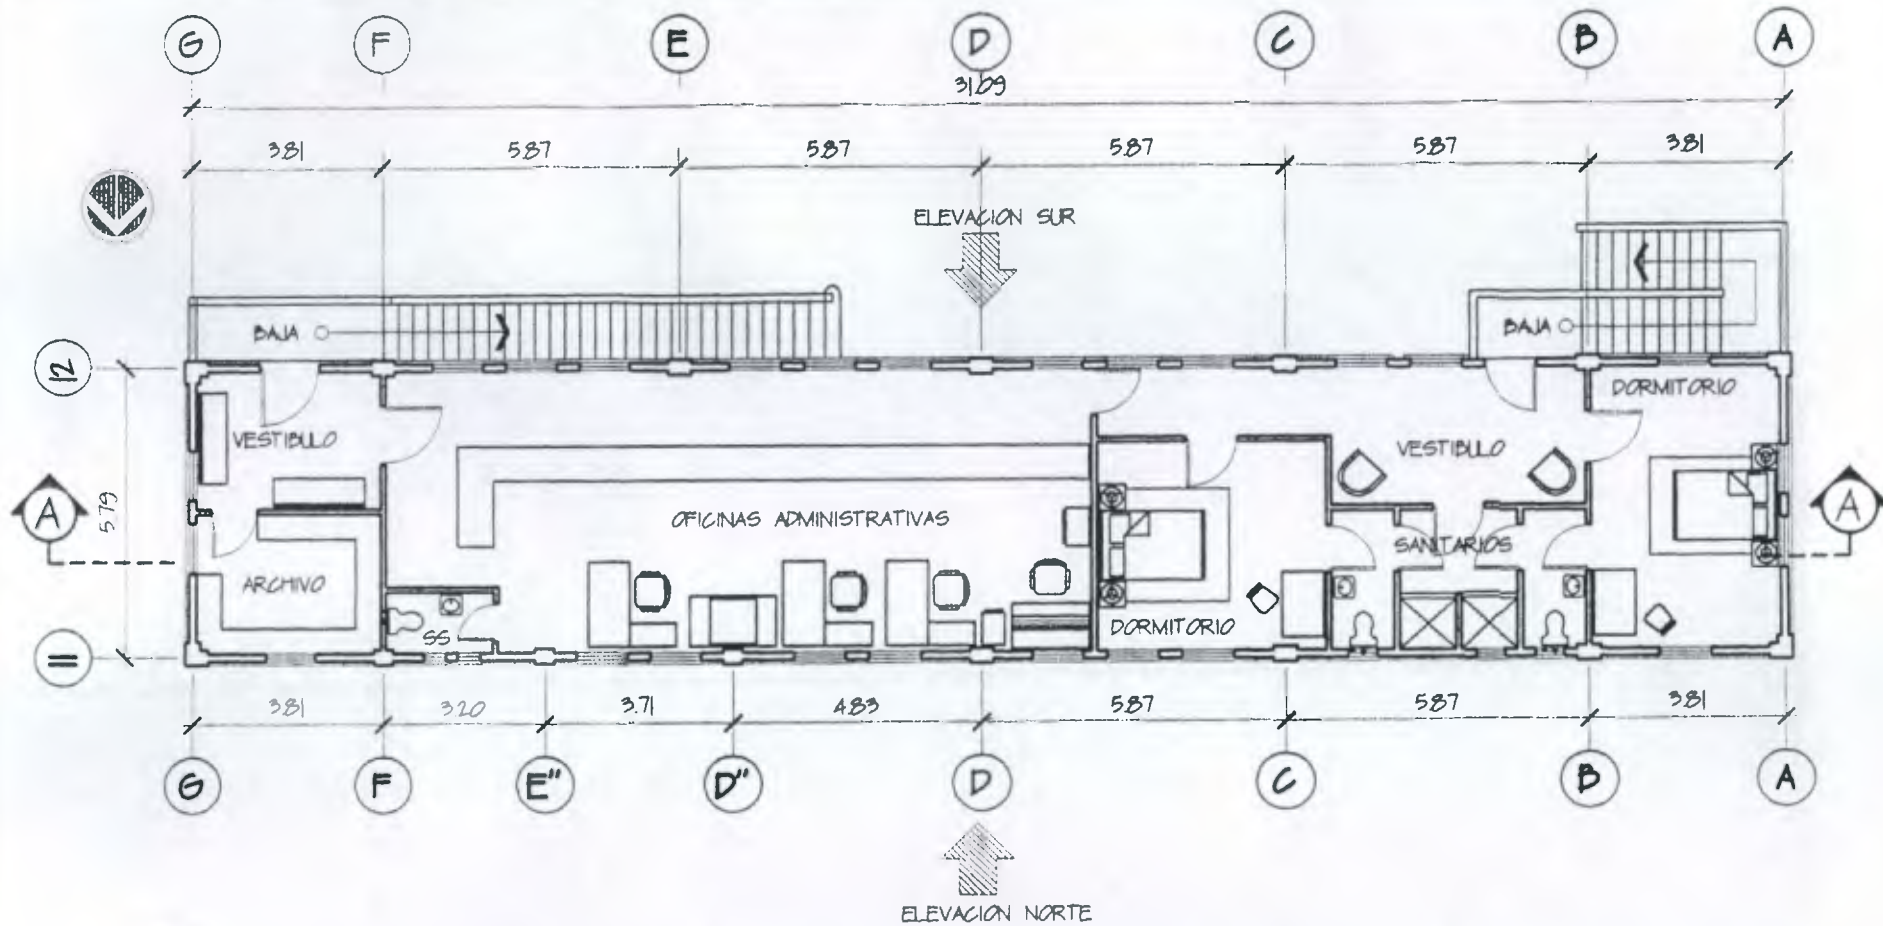 G F E D C B A
31.09
3.81 5.87 5.87 5.87 5.87 3.81
ELEVACION SUR
BAJA
BAJA
12
DORMITORIO
VESTIBULO
VESTIBULO
A
5.79
A
OFICINAS ADMINISTRATIVAS
SANITARIOS
ARCHIVO
SS
DORMITORIO
11
3.81 3.20 3.71 4.83 5.87 5.87 3.81
G F E" D" D C B A
ELEVACION NORTE